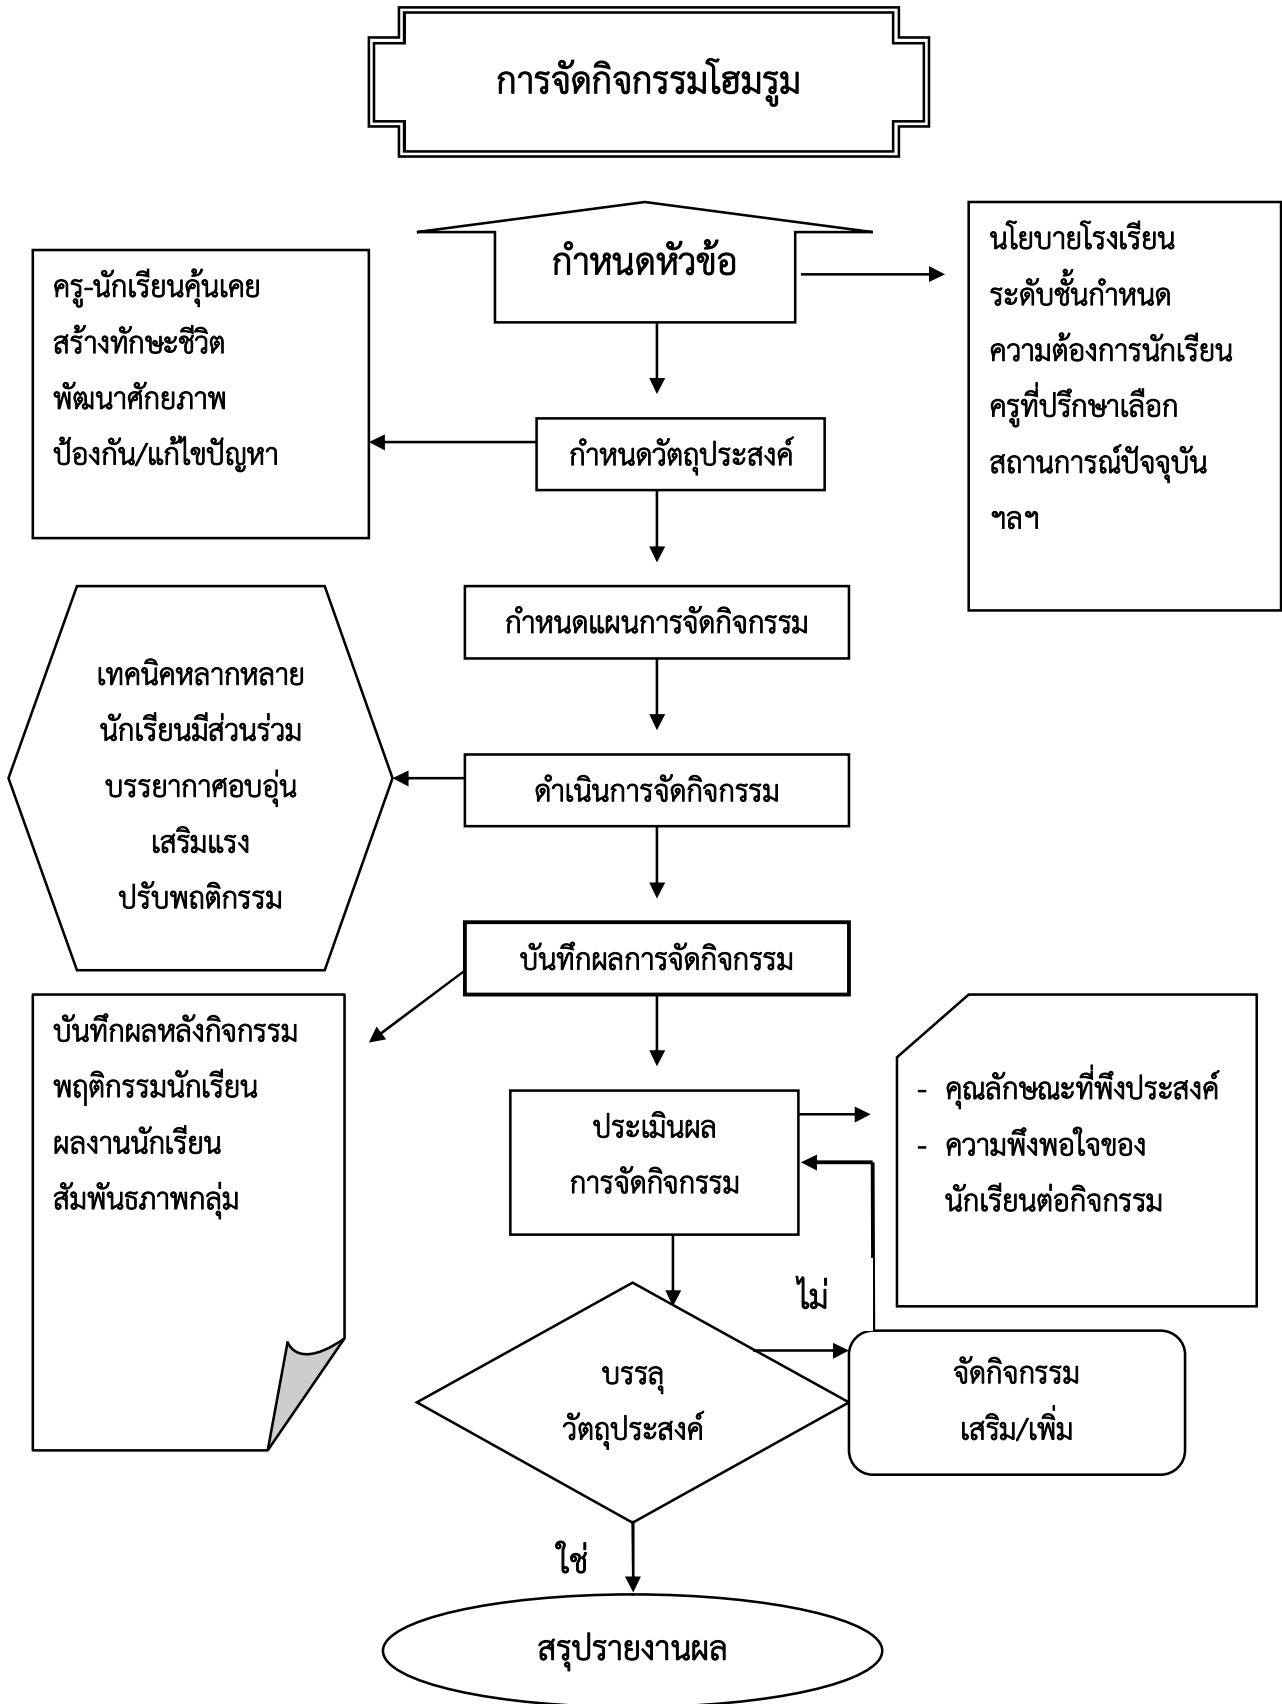 การจัดกิจกรรมโฮมรูม
กำหนดหัวข้อ
นโยบายโรงเรียน
ระดับชั้นกำหนด
ความต้องการนักเรียน
ครูที่ปรึกษาเลือก
สถานการณ์ปัจจุบัน
ฯลฯ
ครู-นักเรียนคุ้นเคย
สร้างทักษะชีวิต
พัฒนาศักยภาพ
ป้องกัน/แก้ไขปัญหา
กำหนดวัตถุประสงค์
กำหนดแผนการจัดกิจกรรม
เทคนิคหลากหลาย
นักเรียนมีส่วนร่วม
บรรยากาศอบอุ่น
เสริมแรง
ปรับพถติกรรม
ดำเนินการจัดกิจกรรม
บันทึกผลการจัดกิจกรรม
บันทึกผลหลังกิจกรรม
พฤติกรรมนักเรียน
ผลงานนักเรียน
สัมพันธภาพกลุ่ม
ประเมินผล
การจัดกิจกรรม
- คุณลักษณะที่พึงประสงค์
- ความพึงพอใจของ
นักเรียนต่อกิจกรรม
ไม่
บรรลุ
วัตถุประสงค์
จัดกิจกรรม
เสริม/เพิ่ม
ใช่
สรุปรายงานผล